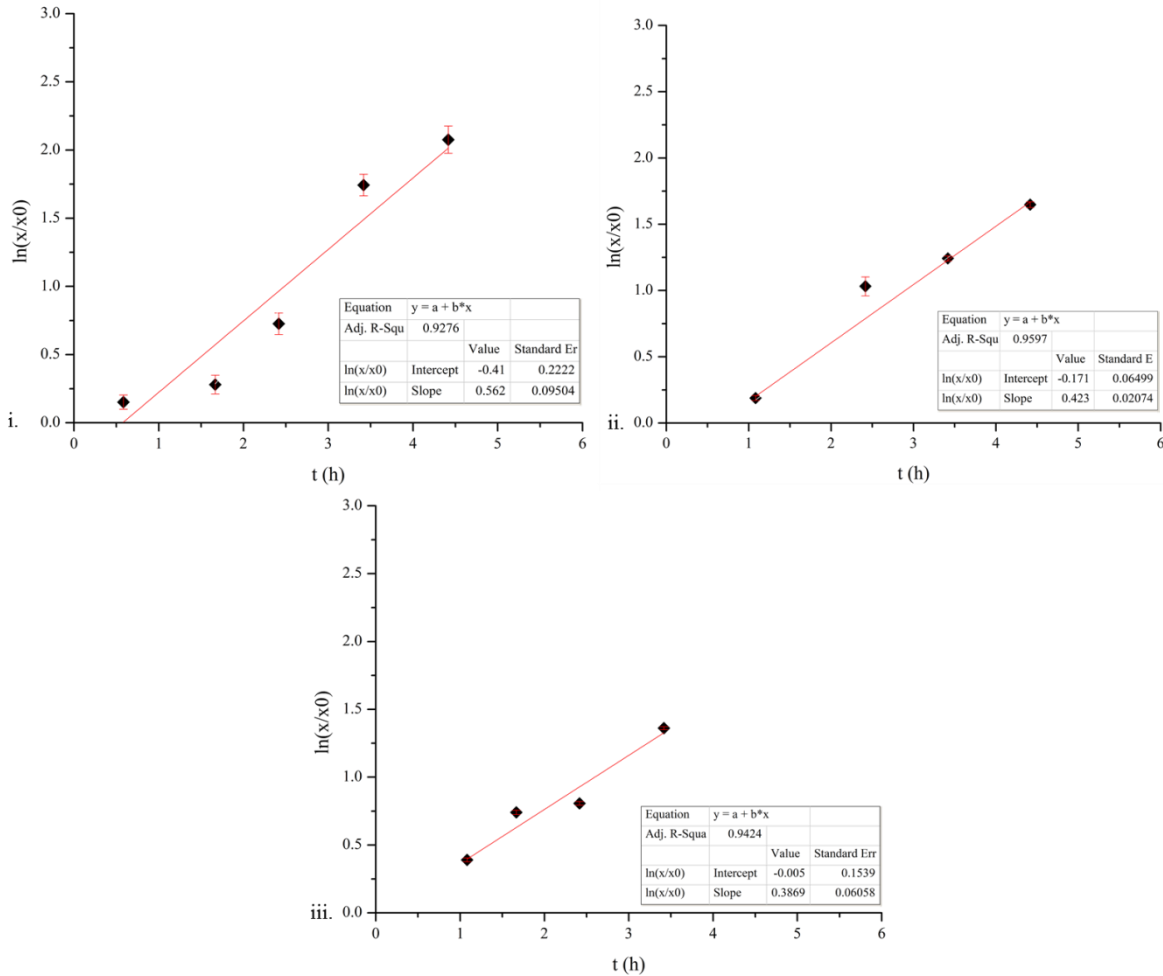 3.0
2.5
2.0
1.5
1.0
0.5
0.0
ln(x/x0)
0 1 2 3 4 5 6
t (h)
i.
Equation y = a + b*x
Adj. R-Squ 0.9276
Value Standard Er
ln(x/x0) Intercept -0.41 0.2222
ln(x/x0) Slope 0.562 0.09504
3.0
2.5
2.0
1.5
1.0
0.5
0.0
ln(x/x0)
0 1 2 3 4 5 6
t (h)
ii.
Equation y = a + b*x
Adj. R-Squ 0.9597
Value Standard E
ln(x/x0) Intercept -0.171 0.06499
ln(x/x0) Slope 0.423 0.02074
3.0
2.5
2.0
1.5
1.0
0.5
0.0
ln(x/x0)
0 1 2 3 4 5 6
t (h)
iii.
Equation y = a + b*x
Adj. R-Squa 0.9424
Value Standard Err
ln(x/x0) Intercept -0.005 0.1539
ln(x/x0) Slope 0.3869 0.06058